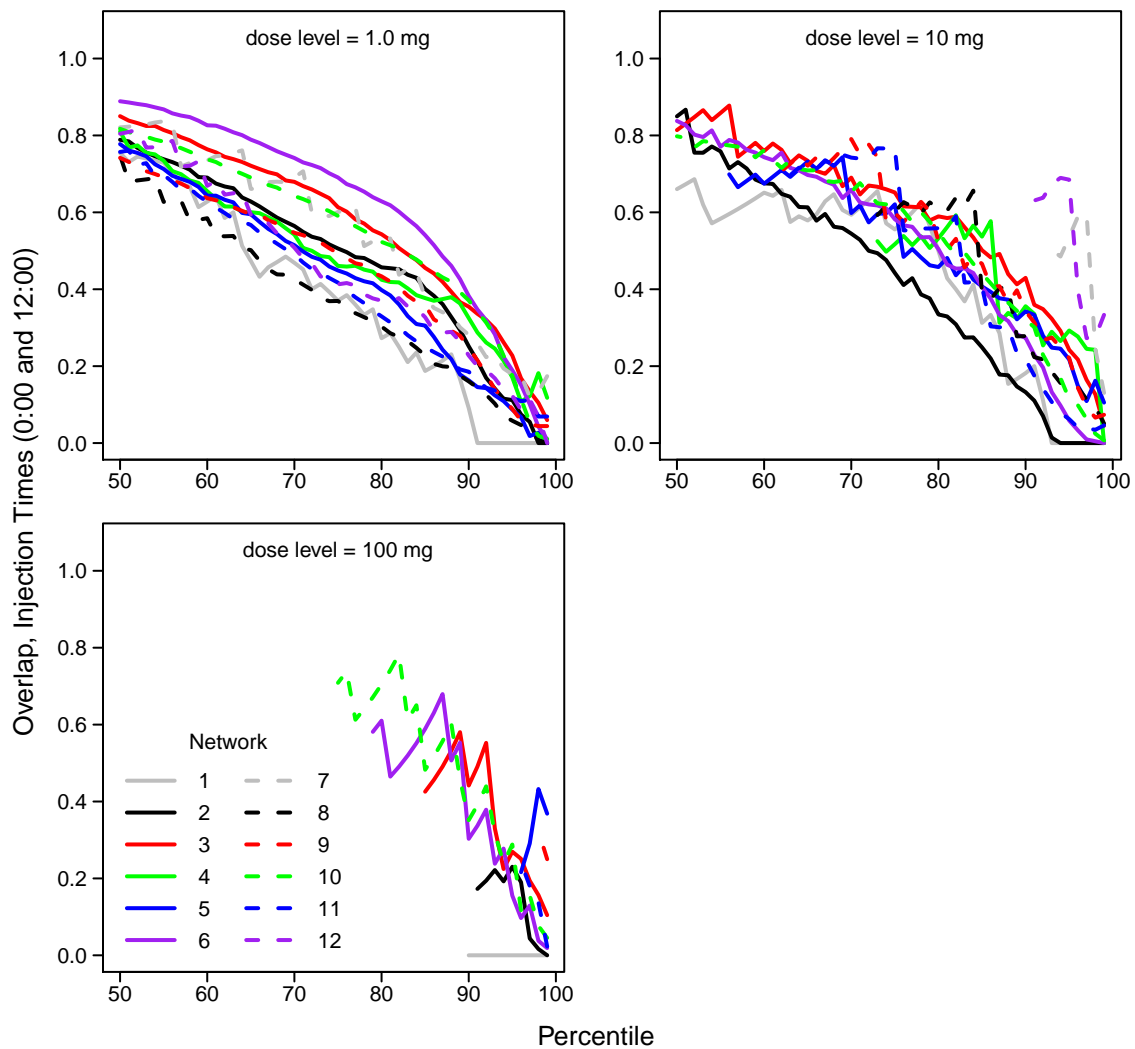 dose level = 1.0 mg
1.0
0.8
0.6
0.4
0.2
0.0
50 60 70 80 90 100
dose level = 10 mg
1.0
0.8
0.6
0.4
0.2
0.0
50 60 70 80 90 100
Overlap, Injection Times (0:00 and 12:00)
dose level = 100 mg
1.0
0.8
0.6
0.4
0.2
0.0
Network
1 7
2 8
3 9
4 10
5 11
6 12
50 60 70 80 90 100
Percentile